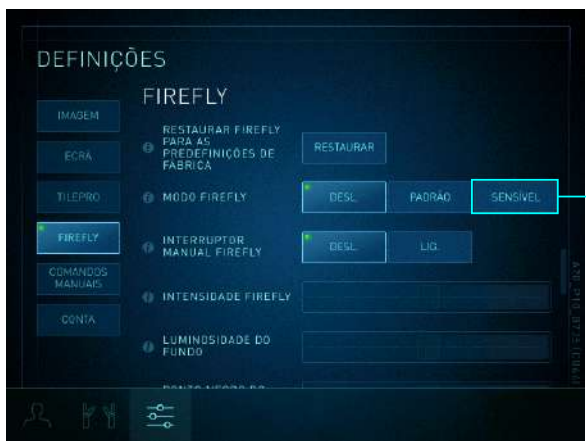 DEFINIÇÕES
FIREFLY
IMAGEM
ECRÃ
TILEPRO
FIREFLY
COMANDOS
MANUAIS
CONTA
RESTAURAR FIREFLY
PARA AS
PREDEFINIÇÕES DE
FÁBRICA
RESTAURAR
MODO FIREFLY
DESL.
PADRÃO
SENSÍVEL
INTERRUPTOR
MANUAL FIREFLY
DESL.
LIG.
INTENSIDADE FIREFLY
LUMINOSIDADE DO
FUNDO